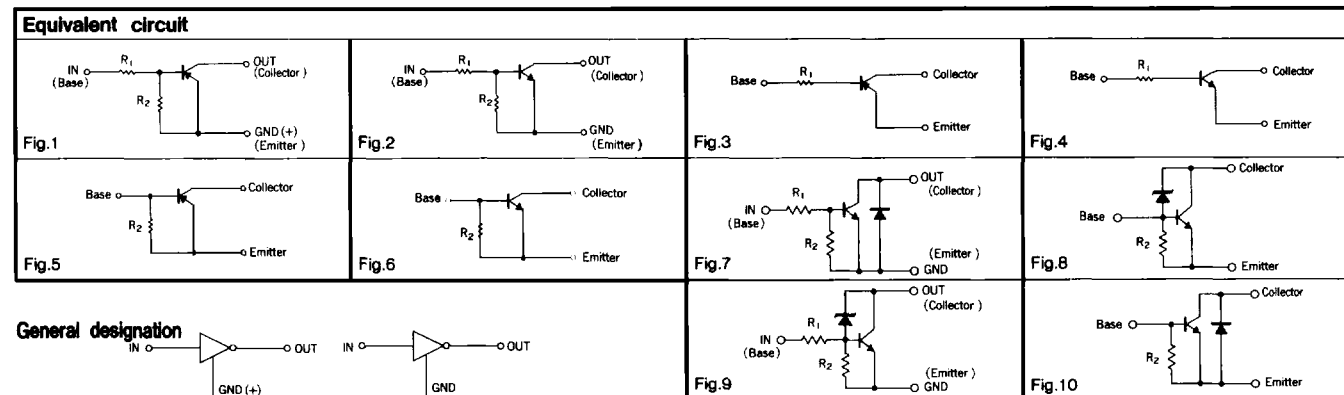 Equivalent circuit
IN
(Base)
R1
R2
OUT
(Collector)
GND (+)
(Emitter)
Fig.1
IN
(Base)
R1
R2
OUT
(Collector)
GND
(Emitter)
Fig.2
Base
R1
Collector
Emitter
Fig.3
Base
R1
Collector
Emitter
Fig.4
Base
R2
Collector
Emitter
Fig.5
Base
R2
Collector
Emitter
Fig.6
IN
(Base)
R1
R2
OUT
(Collector)
(Emitter)
GND
Fig.7
Base
R2
Collector
Emitter
Fig.8
General designation
IN
OUT
GND (+)
IN
OUT
GND
IN
(Base)
R1
R2
OUT
(Collector)
(Emitter)
GND
Fig.9
Base
R2
Collector
Emitter
Fig.10